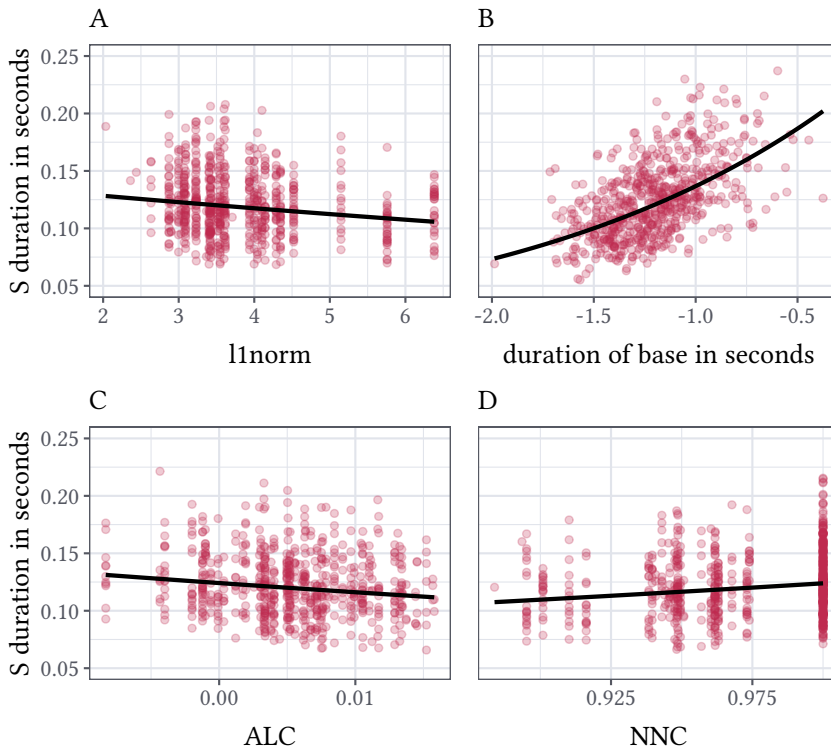 A
B
S duration in seconds
0.25
0.20
0.15
0.10
0.05
2 3 4 5 6
-2.0 -1.5 -1.0 -0.5
l1norm
duration of base in seconds
C
D
S duration in seconds
0.25
0.20
0.15
0.10
0.05
0.00 0.01
0.925 0.975
ALC
NNC